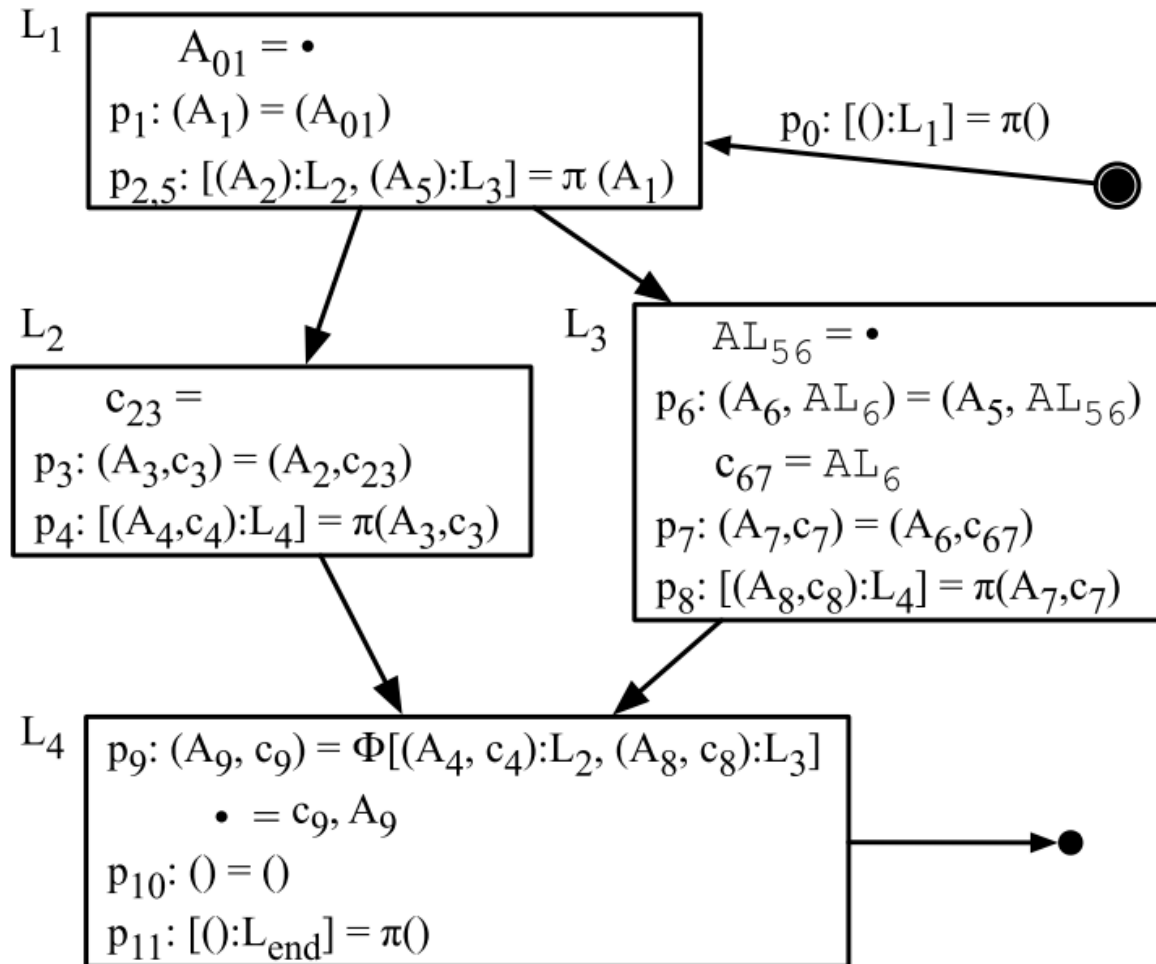 L₁
A₀₁ = •
p₁: (A₁) = (A₀₁)
p₂,₅: [(A₂):L₂, (A₅):L₃] = π (A₁)
p₀: [():L₁] = π()
L₂
c₂₃ =
p₃: (A₃,c₃) = (A₂,c₂₃)
p₄: [(A₄,c₄):L₄] = π(A₃,c₃)
L₃
AL₅₆ = •
p₆: (A₆, AL₆) = (A₅, AL₅₆)
c₆₇ = AL₆
p₇: (A₇,c₇) = (A₆,c₆₇)
p₈: [(A₈,c₈):L₄] = π(A₇,c₇)
L₄
p₉: (A₉, c₉) = Φ[(A₄, c₄):L₂, (A₈, c₈):L₃]
• = c₉, A₉
p₁₀: () = ()
p₁₁: [():Lₑₙd] = π()